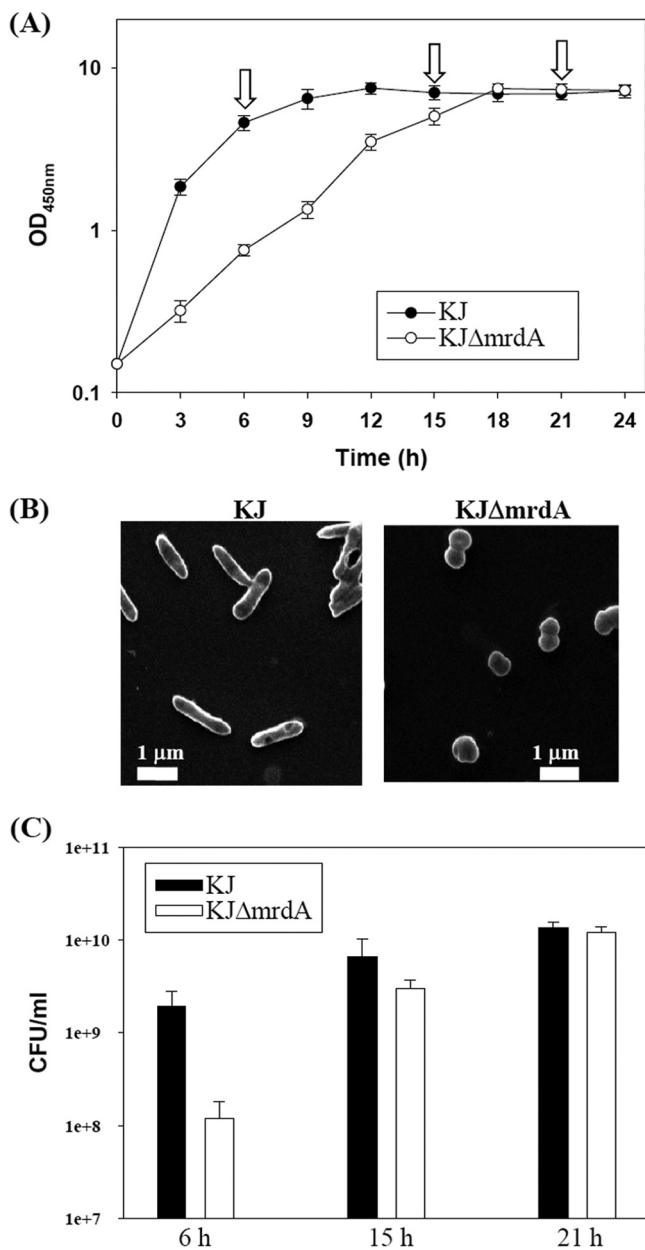 (A)
10
1
0.1
OD450nm
KJ
KJΔmrdA
0 3 6 9 12 15 18 21 24
Time (h)
(B)
KJ KJΔmrdA
1 μm 1 μm
(C)
1e+11
1e+10
1e+9
1e+8
1e+7
CFU/ml
KJ
KJΔmrdA
6 h 15 h 21 h